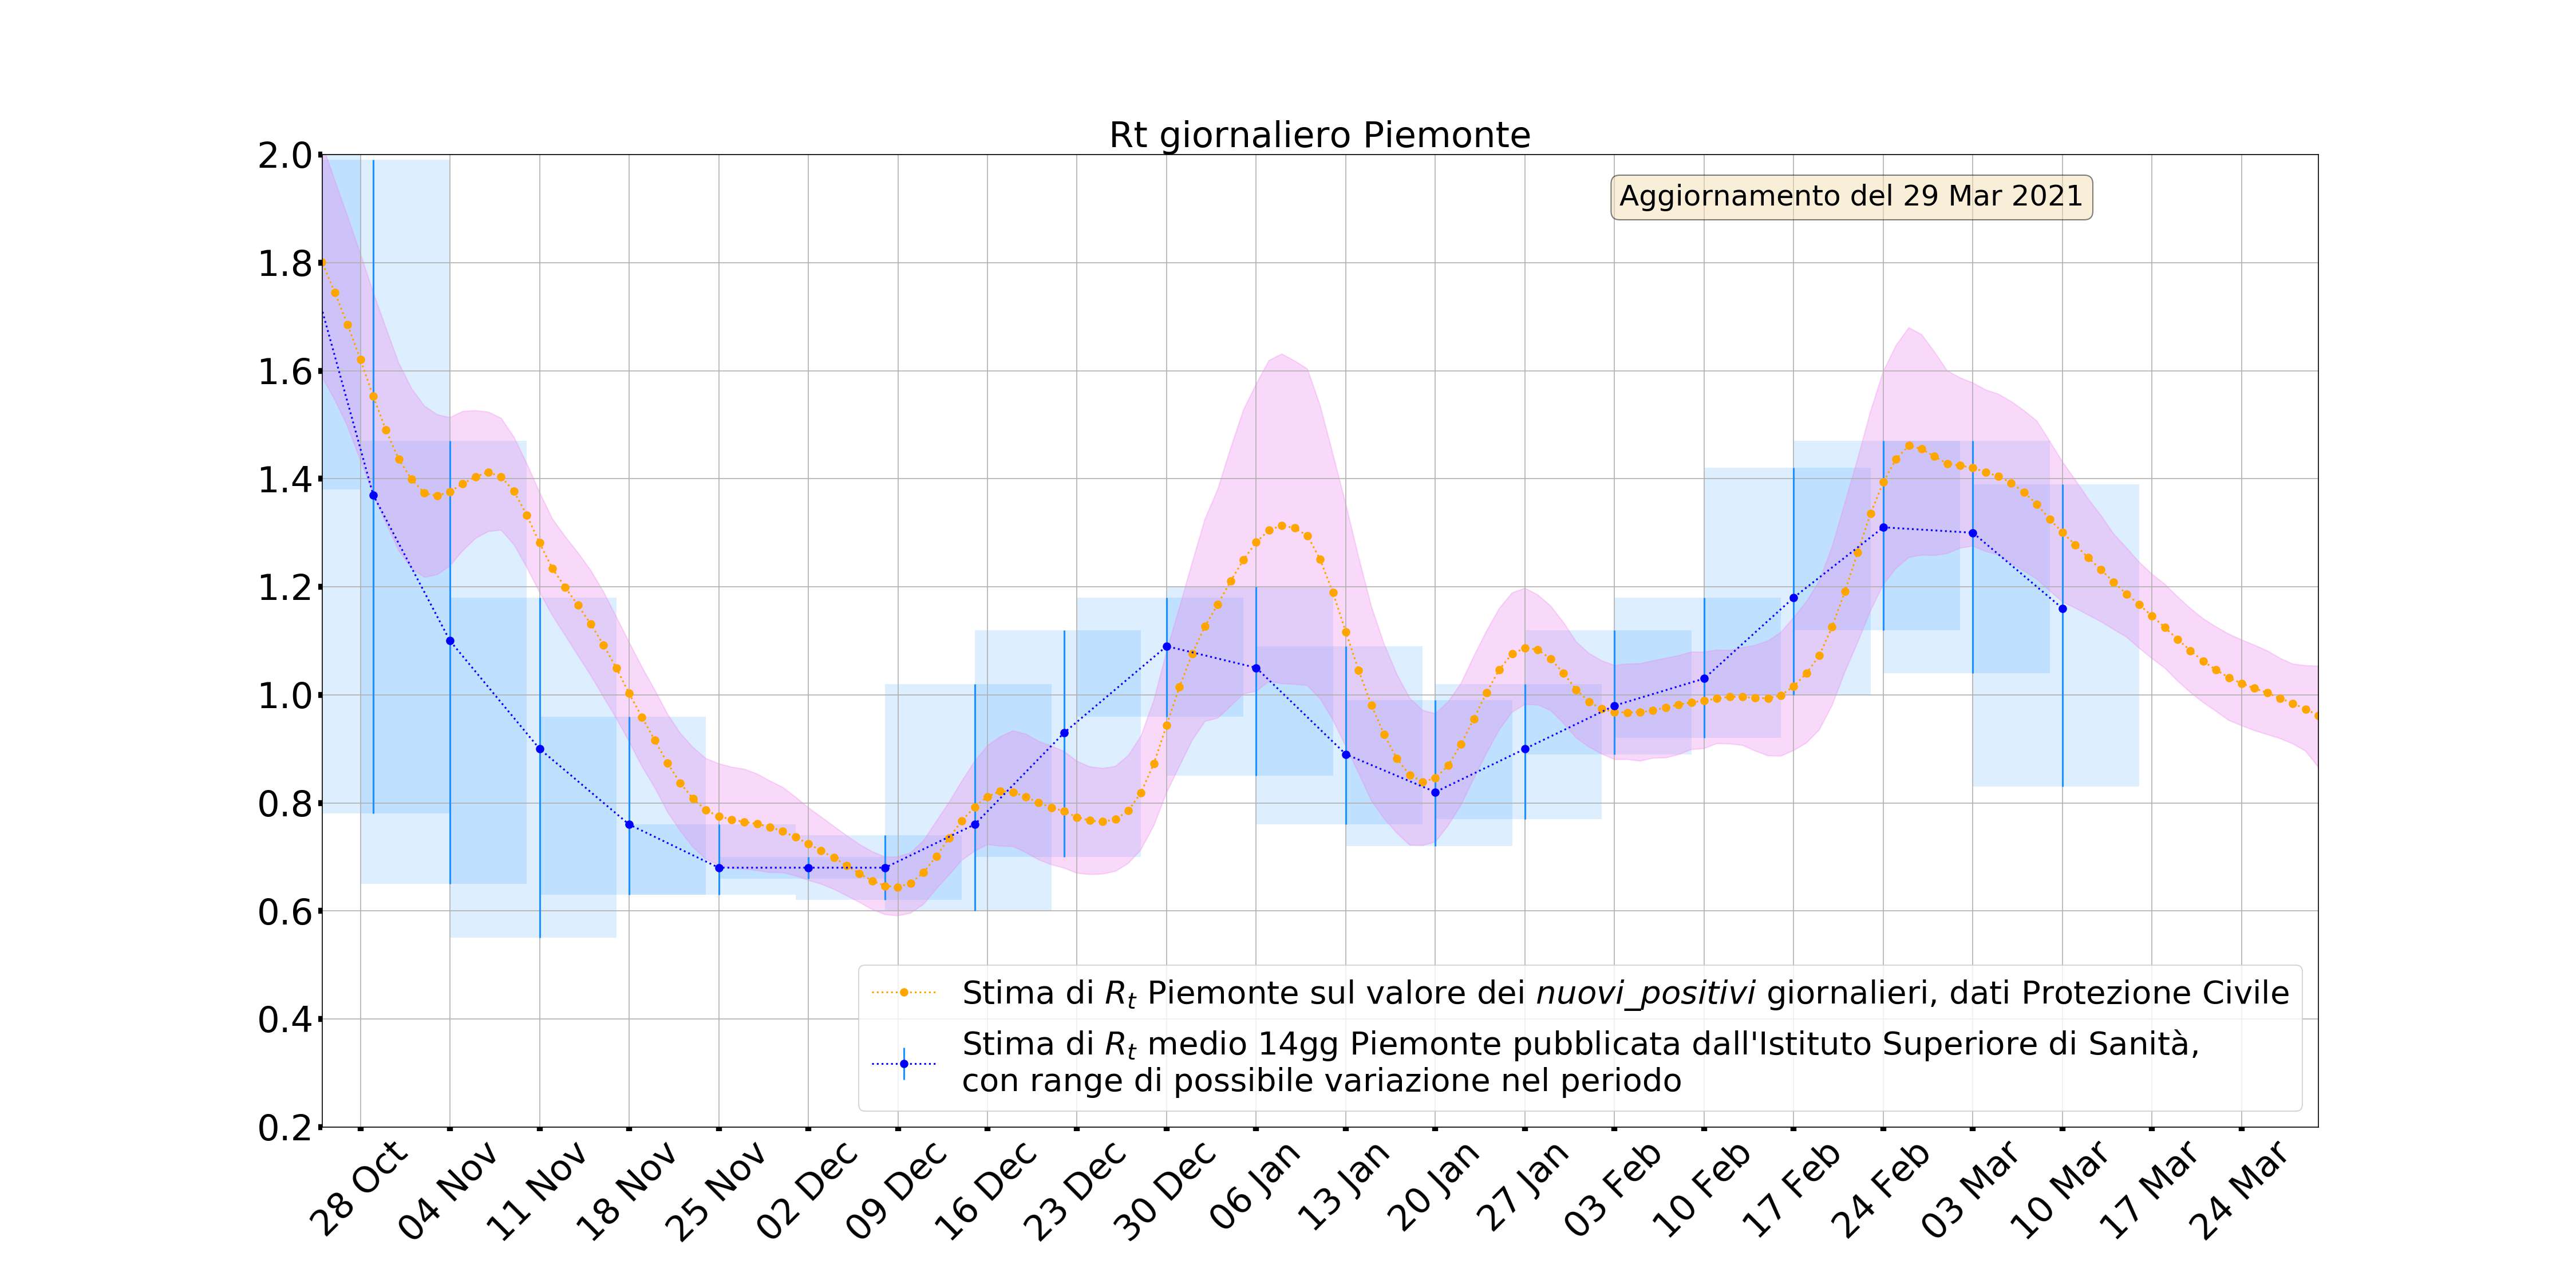 Rt giornaliero Piemonte
Aggiornamento del 29 Mar 2021
2.0
1.8
1.6
1.4
1.2
1.0
0.8
0.6
0.4
0.2
Stima di Rt Piemonte sul valore dei nuovi_positivi giornalieri, dati Protezione Civile
Stima di Rt medio 14gg Piemonte pubblicata dall'Istituto Superiore di Sanità,
con range di possibile variazione nel periodo
28 Oct
04 Nov
11 Nov
18 Nov
25 Nov
02 Dec
09 Dec
16 Dec
23 Dec
30 Dec
06 Jan
13 Jan
20 Jan
27 Jan
03 Feb
10 Feb
17 Feb
24 Feb
03 Mar
10 Mar
17 Mar
24 Mar